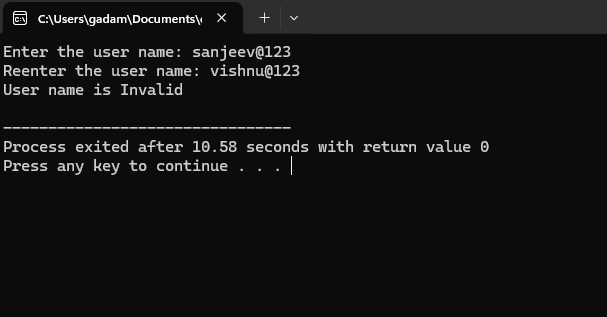 C:\Users\gadam\Documents\
Enter the user name: sanjeev@123
Reenter the user name: vishnu@123
User name is Invalid
--------------------------------
Process exited after 10.58 seconds with return value 0
Press any key to continue . . .